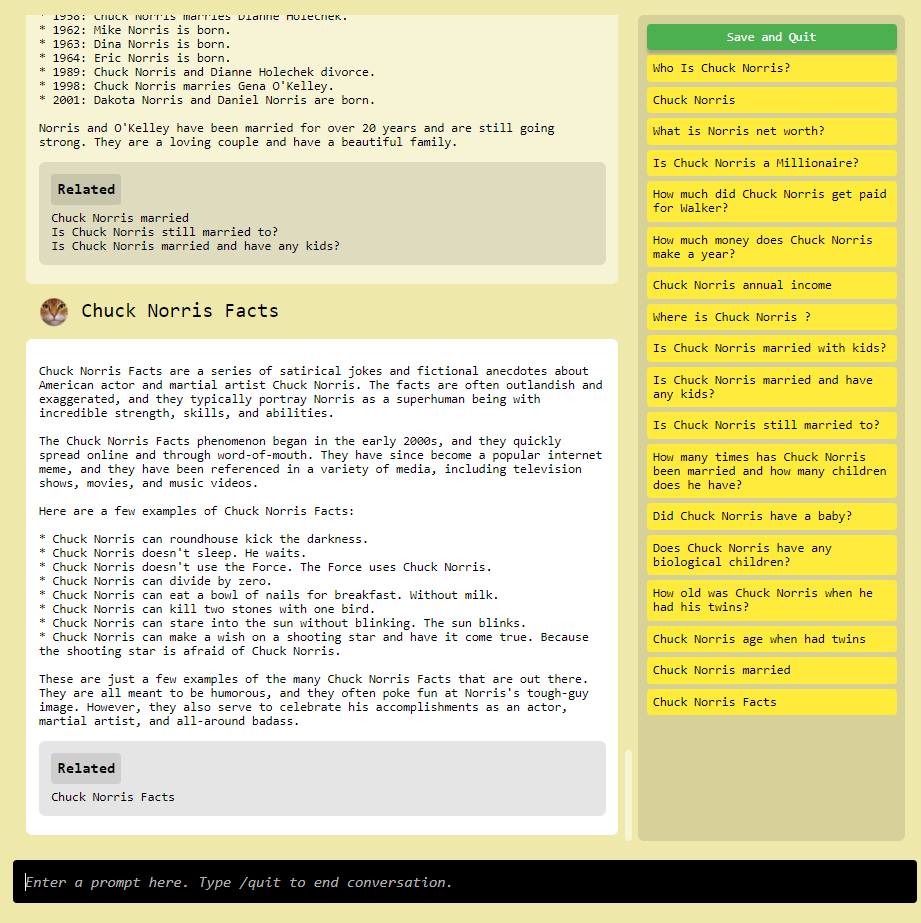 * 1958: Chuck Norris marries Dianne Holechek.
* 1962: Mike Norris is born.
* 1963: Dina Norris is born.
* 1964: Eric Norris is born.
* 1989: Chuck Norris and Dianne Holechek divorce.
* 1998: Chuck Norris marries Gena O'Kelley.
* 2001: Dakota Norris and Daniel Norris are born.
Norris and O'Kelley have been married for over 20 years and are still going
strong. They are a loving couple and have a beautiful family.
Related
Chuck Norris married
Is Chuck Norris still married to?
Is Chuck Norris married and have any kids?
Chuck Norris Facts
Chuck Norris Facts are a series of satirical jokes and fictional anecdotes about
American actor and martial artist Chuck Norris. The facts are often outlandish and
exaggerated, and they typically portray Norris as a superhuman being with
incredible strength, skills, and abilities.
The Chuck Norris Facts phenomenon began in the early 2000s, and they quickly
spread online and through word-of-mouth. They have since become a popular internet
meme, and they have been referenced in a variety of media, including television
shows, movies, and music videos.
Here are a few examples of Chuck Norris Facts:
* Chuck Norris can roundhouse kick the darkness.
* Chuck Norris doesn't sleep. He waits.
* Chuck Norris doesn't use the Force. The Force uses Chuck Norris.
* Chuck Norris can divide by zero.
* Chuck Norris can eat a bowl of nails for breakfast. Without milk.
* Chuck Norris can kill two stones with one bird.
* Chuck Norris can stare into the sun without blinking. The sun blinks.
* Chuck Norris can make a wish on a shooting star and have it come true. Because
the shooting star is afraid of Chuck Norris.
These are just a few examples of the many Chuck Norris Facts that are out there.
They are all meant to be humorous, and they often poke fun at Norris's tough-guy
image. However, they also serve to celebrate his accomplishments as an actor,
martial artist, and all-around badass.
Related
Chuck Norris Facts
Save and Quit
Who Is Chuck Norris?
Chuck Norris
What is Norris net worth?
Is Chuck Norris a Millionaire?
How much did Chuck Norris get paid
for Walker?
How much money does Chuck Norris
make a year?
Chuck Norris annual income
Where is Chuck Norris ?
Is Chuck Norris married with kids?
Is Chuck Norris married and have
any kids?
Is Chuck Norris still married to?
How many times has Chuck Norris
been married and how many children
does he have?
Did Chuck Norris have a baby?
Does Chuck Norris have any
biological children?
How old was Chuck Norris when he
had his twins?
Chuck Norris age when had twins
Chuck Norris married
Chuck Norris Facts
Enter a prompt here. Type /quit to end conversation.